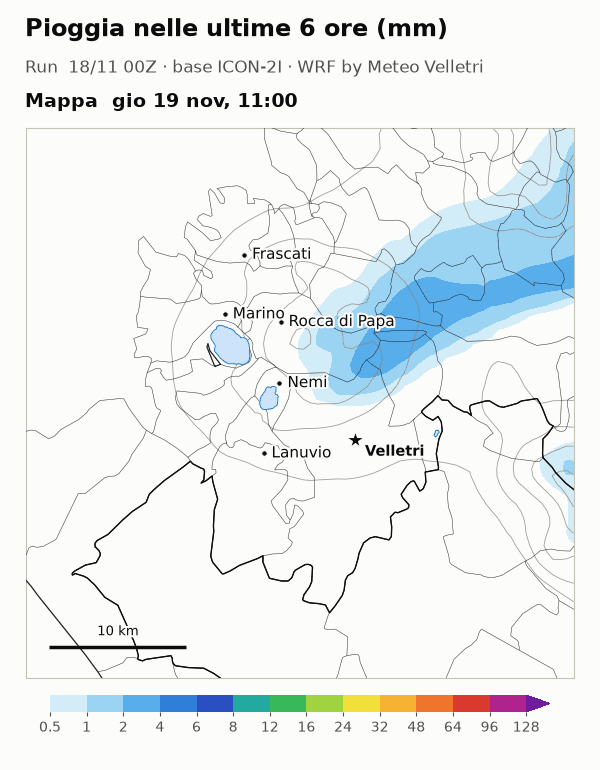 Pioggia nelle ultime 6 ore (mm)
Run  18/11 00Z · base ICON-2I · WRF by Meteo Velletri
Mappa  gio 19 nov, 11:00
Frascati
Marino
Rocca di Papa
Nemi
Velletri
Lanuvio
10 km
0.5 1 2 4 6 8 12 16 24 32 48 64 96 128